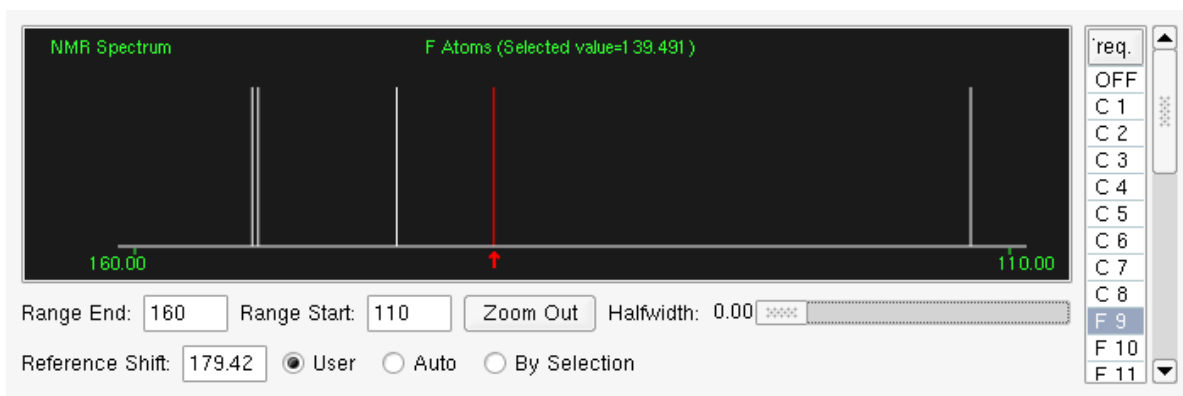 NMR Spectrum
F Atoms (Selected value=139.491)
160.00
110.00
Range End: 160 Range Start: 110 Zoom Out Halfwidth: 0.00
Reference Shift: 179.42 User Auto By Selection
req.
OFF
C 1
C 2
C 3
C 4
C 5
C 6
C 7
C 8
F 9
F 10
F 11